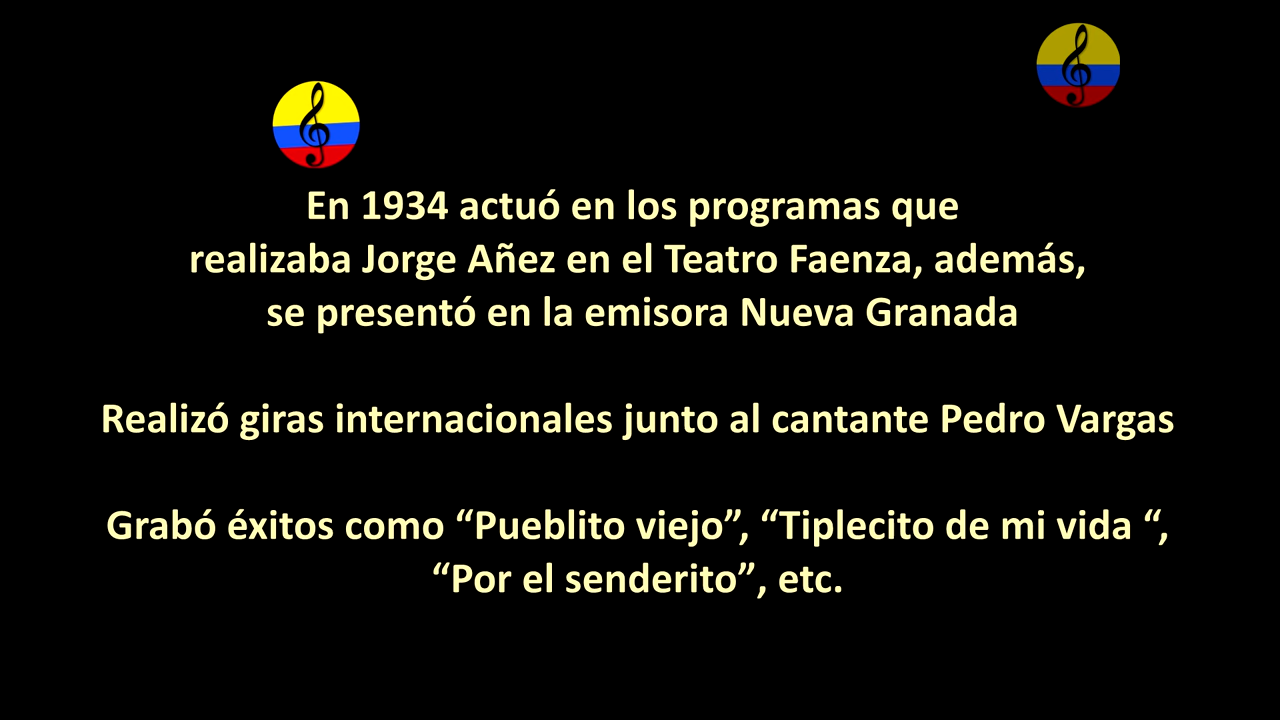 En 1934 actuó en los programas que
realizaba Jorge Añez en el Teatro Faenza, además,
se presentó en la emisora Nueva Granada
Realizó giras internacionales junto al cantante Pedro Vargas
Grabó éxitos como “Pueblito viejo”, “Tiplecito de mi vida “,
“Por el senderito”, etc.